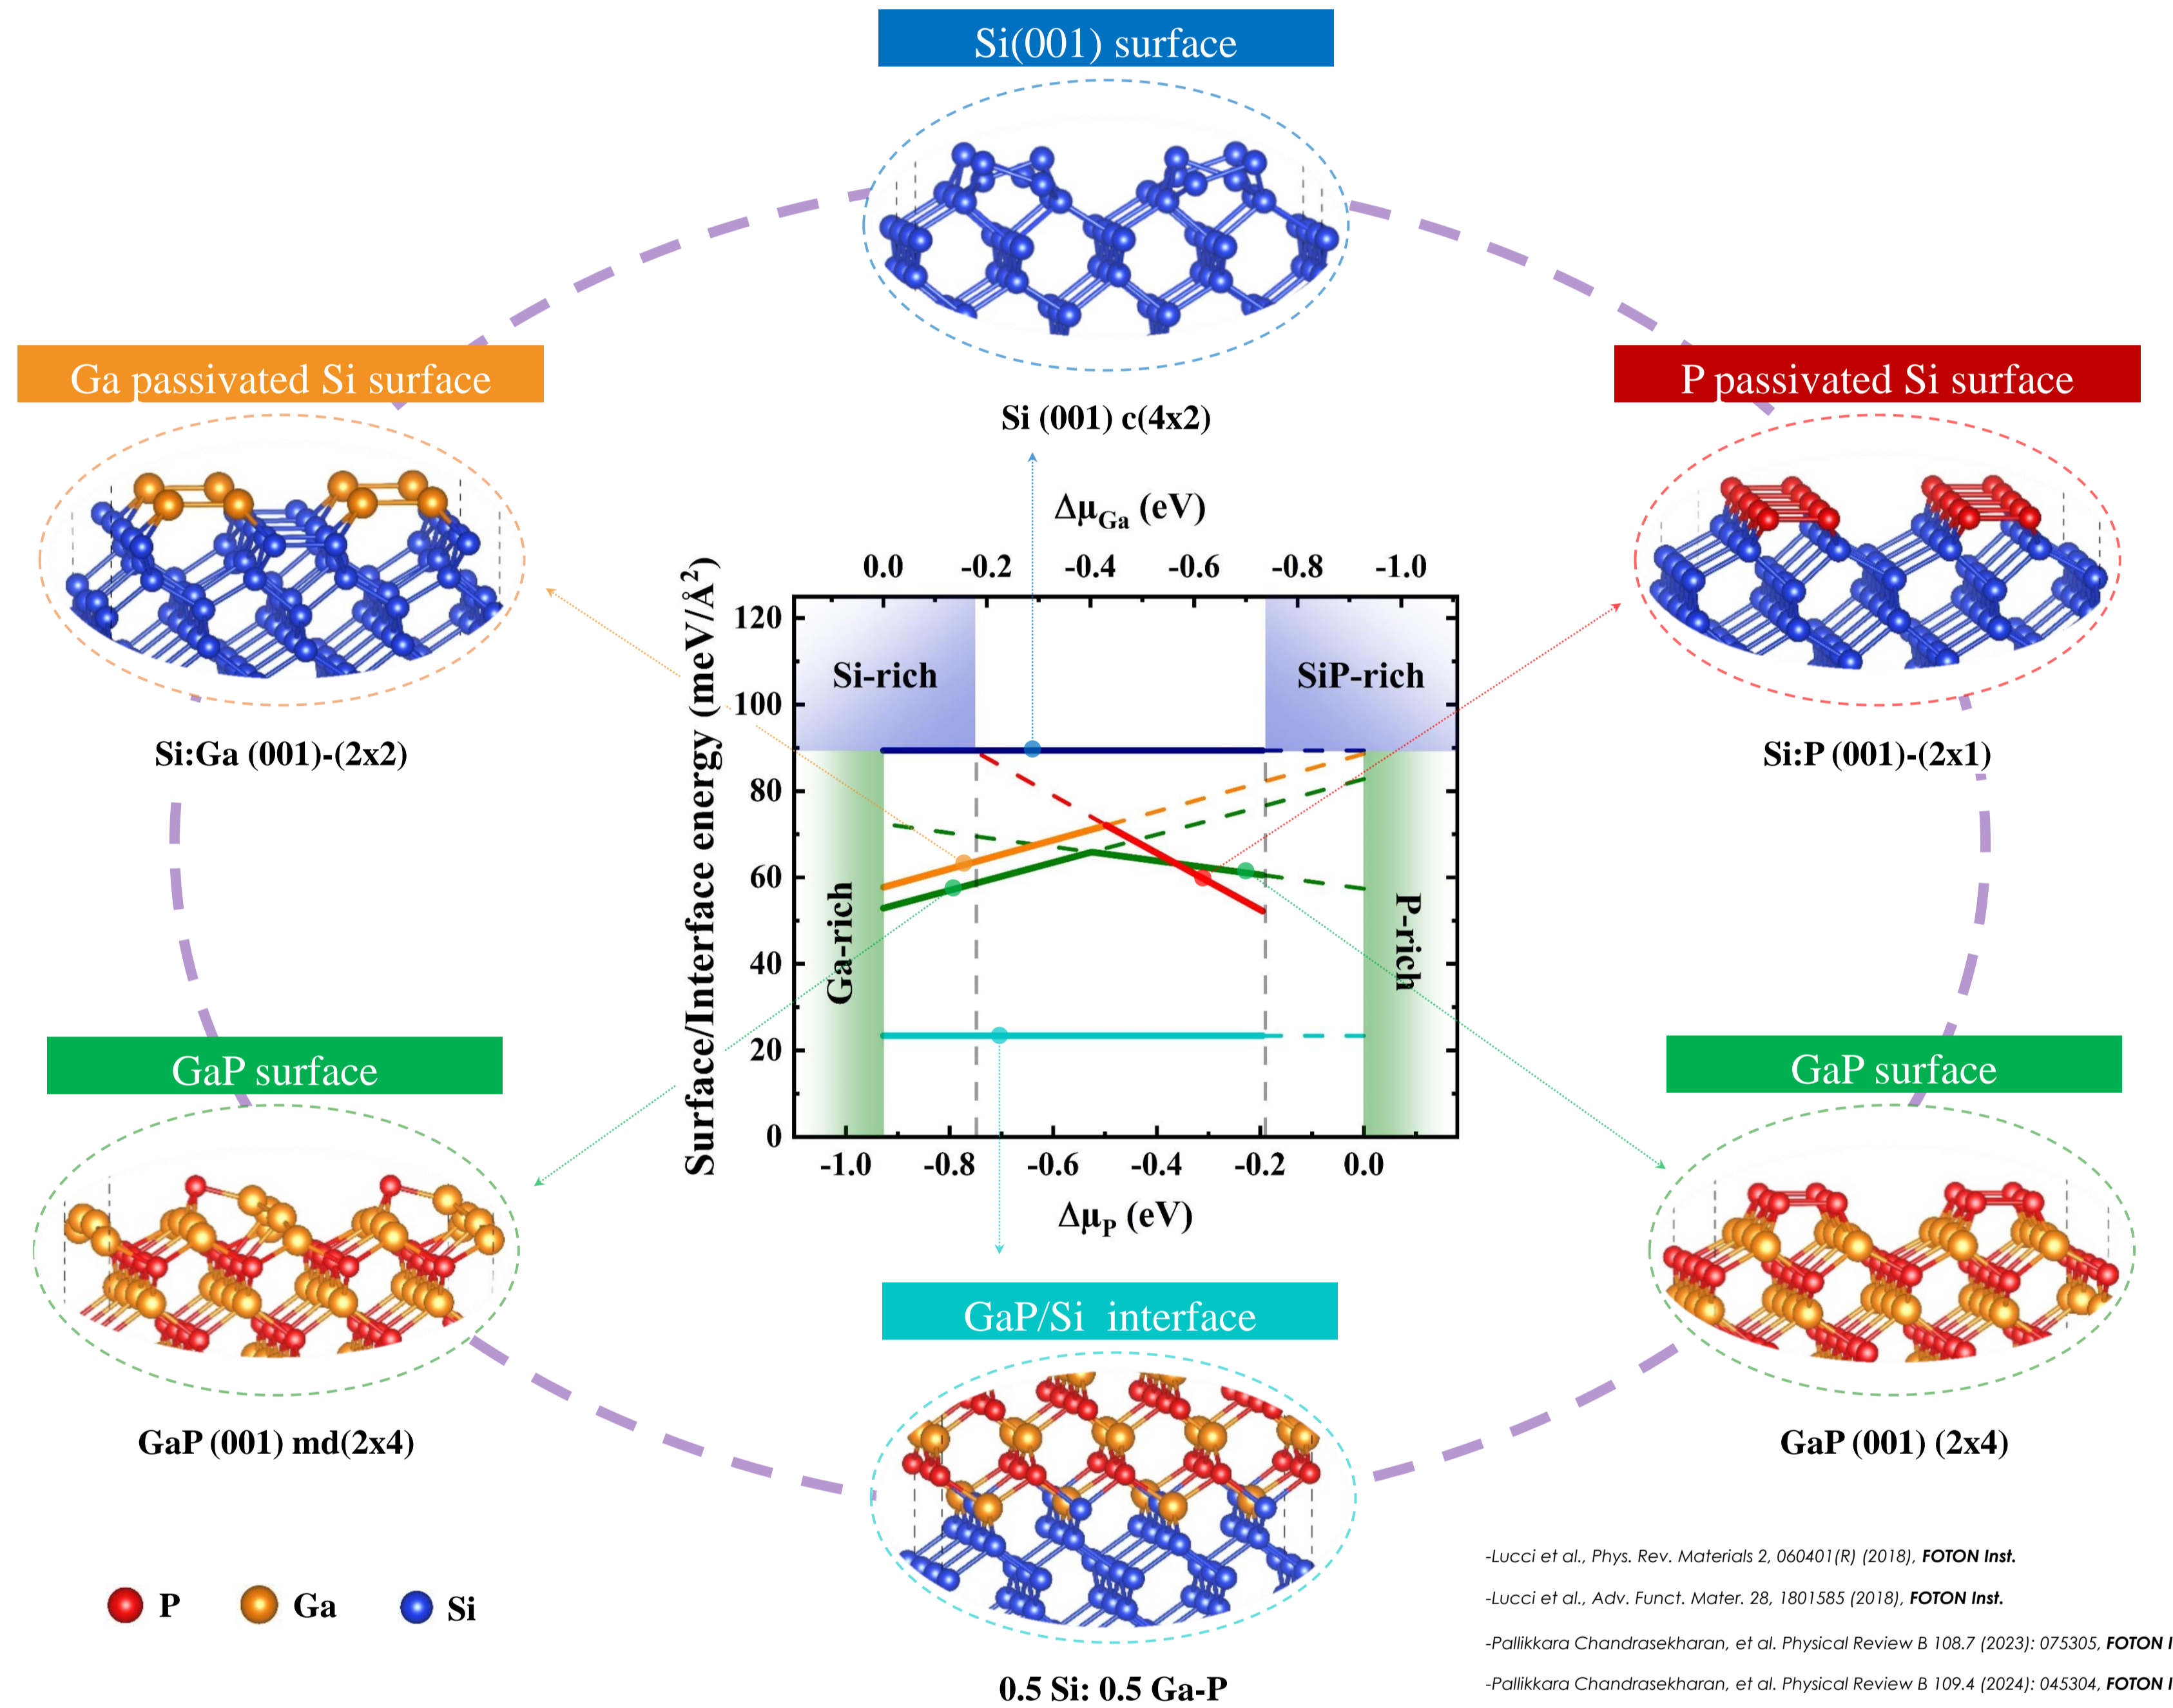 Si(001) surface
Si (001) c(4x2)
Ga passivated Si surface
Si:Ga (001)-(2x2)
P passivated Si surface
Si:P (001)-(2x1)
Δμ_Ga (eV)
0.0 -0.2 -0.4 -0.6 -0.8 -1.0
Surface/Interface energy (meV/Å²)
120
100
80
60
40
20
0
Si-rich
SiP-rich
Ga-rich
P-rich
-1.0 -0.8 -0.6 -0.4 -0.2 0.0
Δμ_P (eV)
GaP surface
GaP (001) md(2x4)
GaP surface
GaP (001) (2x4)
GaP/Si interface
0.5 Si: 0.5 Ga-P
P Ga Si
-Lucci et al., Phys. Rev. Materials 2, 060401(R) (2018), FOTON Inst.
-Lucci et al., Adv. Funct. Mater. 28, 1801585 (2018), FOTON Inst.
-Pallikkara Chandrasekharan, et al. Physical Review B 108.7 (2023): 075305, FOTON I
-Pallikkara Chandrasekharan, et al. Physical Review B 109.4 (2024): 045304, FOTON I